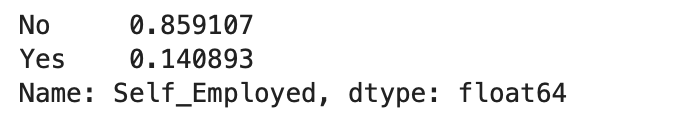 No     0.859107
Yes    0.140893
Name: Self_Employed, dtype: float64